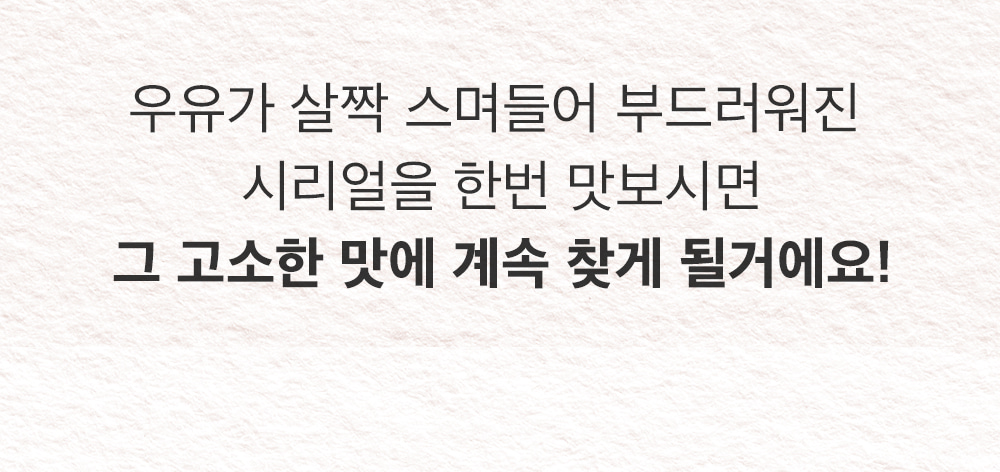 우유가 살짝 스며들어 부드러워진
시리얼을 한번 맛보시면
그 고소한 맛에 계속 찾게 될거에요!